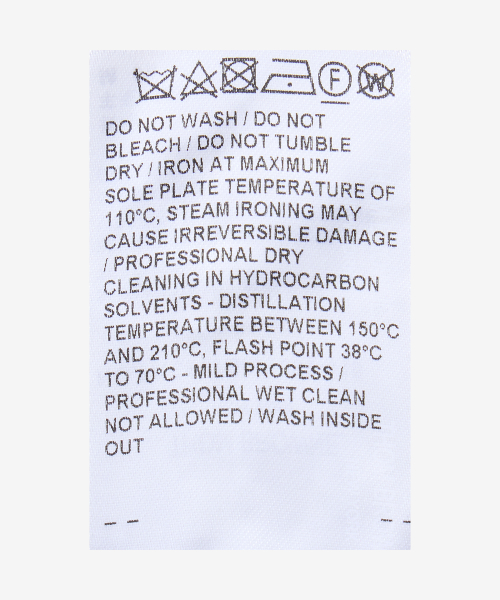 F W
DO NOT WASH / DO NOT
BLEACH / DO NOT TUMBLE
DRY / IRON AT MAXIMUM
SOLE PLATE TEMPERATURE OF
110°C, STEAM IRONING MAY
CAUSE IRREVERSIBLE DAMAGE
/ PROFESSIONAL DRY
CLEANING IN HYDROCARBON
SOLVENTS - DISTILLATION
TEMPERATURE BETWEEN 150°C
AND 210°C, FLASH POINT 38°C
TO 70°C - MILD PROCESS /
PROFESSIONAL WET CLEAN
NOT ALLOWED / WASH INSIDE
OUT